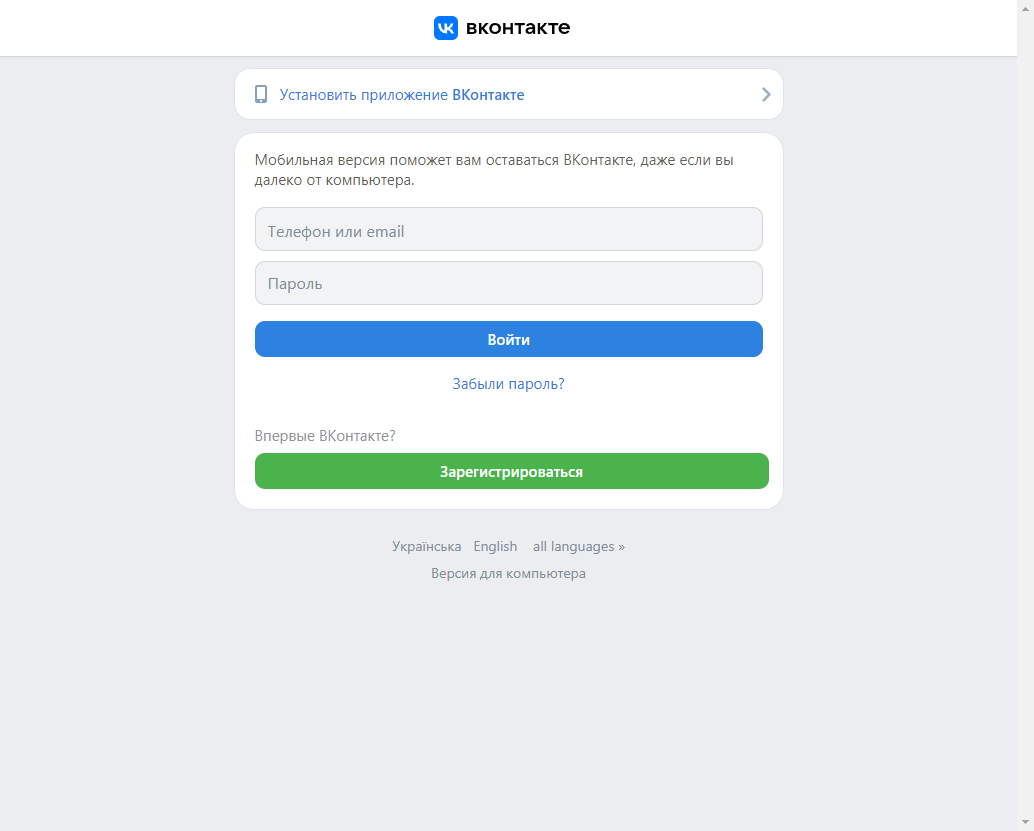 вконтакте
Установить приложение ВКонтакте
Мобильная версия поможет вам оставаться ВКонтакте, даже если вы
далеко от компьютера.
Телефон или email
Пароль
Войти
Забыли пароль?
Впервые ВКонтакте?
Зарегистрироваться
Українська English all languages »
Версия для компьютера